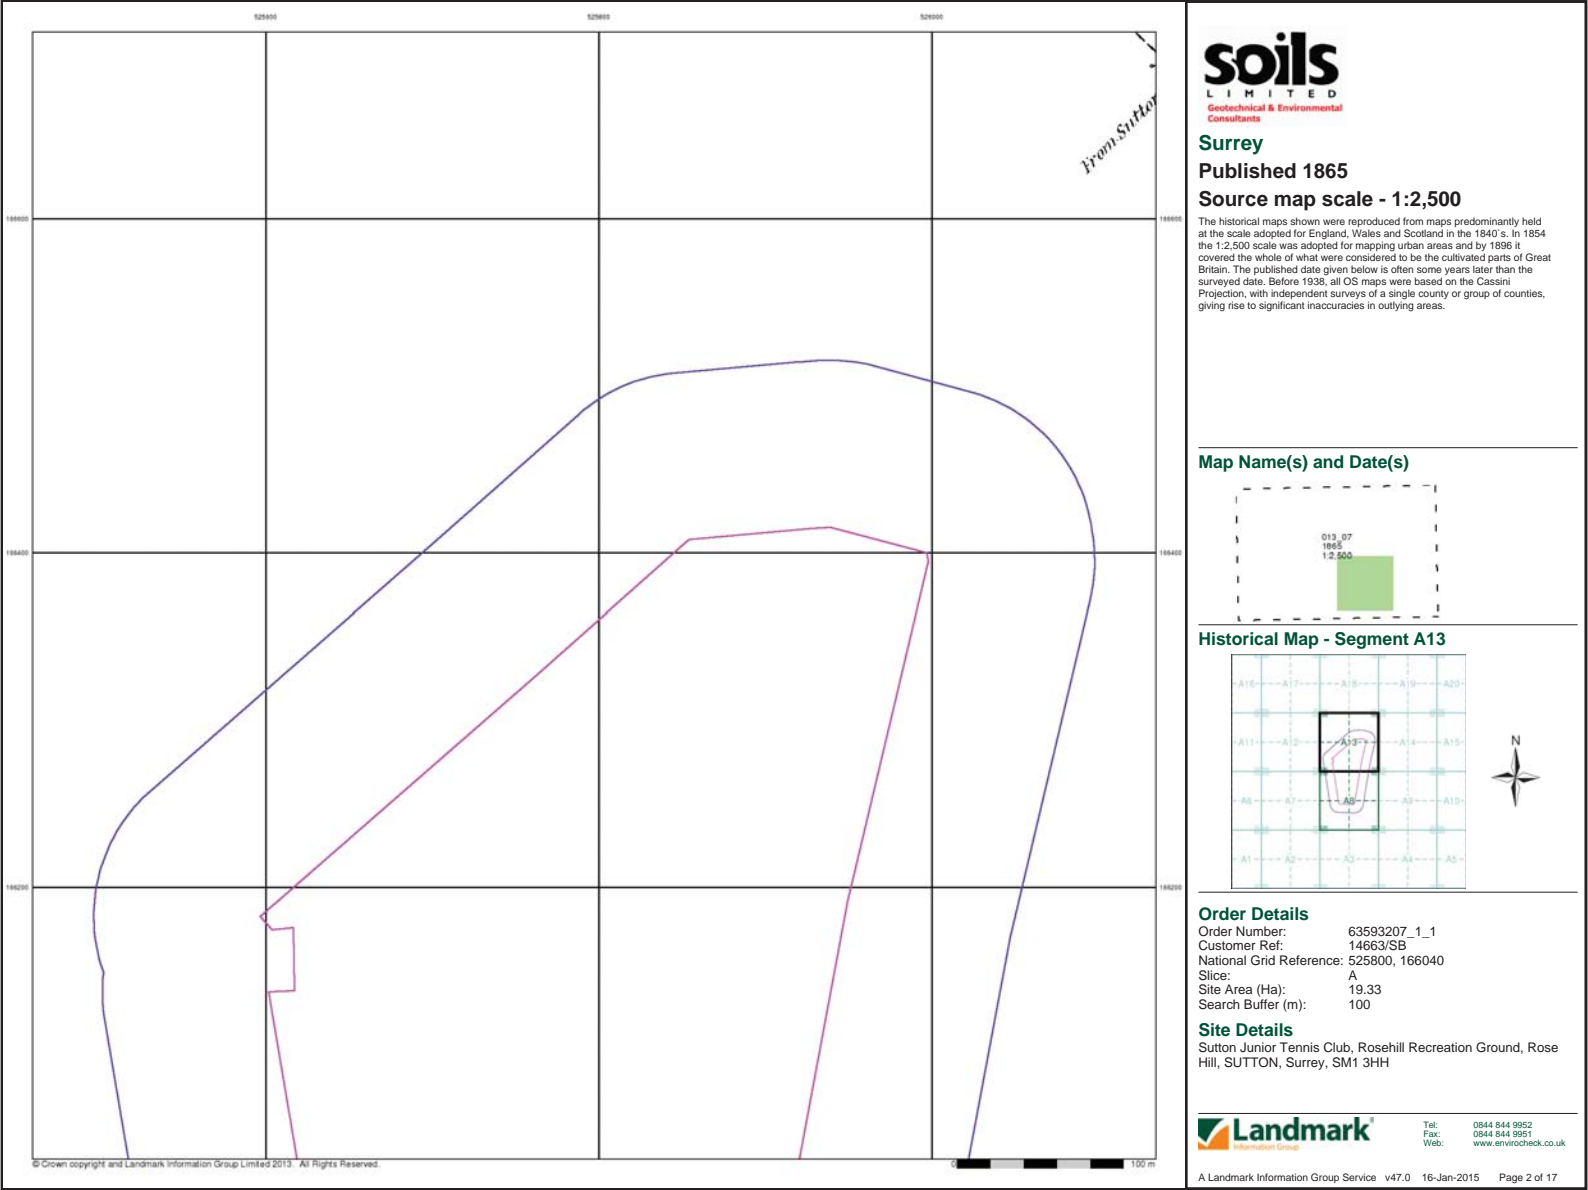 525600
525800
526000
From Sutton
166600
166600
166400
166400
166200
166200
© Crown copyright and Landmark Information Group Limited 2013. All Rights Reserved.
0
100 m
soils
LIMITED
Geotechnical & Environmental
Consultants
Surrey
Published 1865
Source map scale - 1:2,500
The historical maps shown were reproduced from maps predominantly held
at the scale adopted for England, Wales and Scotland in the 1840`s. In 1854
the 1:2,500 scale was adopted for mapping urban areas and by 1896 it
covered the whole of what were considered to be the cultivated parts of Great
Britain. The published date given below is often some years later than the
surveyed date. Before 1938, all OS maps were based on the Cassini
Projection, with independent surveys of a single county or group of counties,
giving rise to significant inaccuracies in outlying areas.
Map Name(s) and Date(s)
013_07
1865
1:2,500
Historical Map - Segment A13
A16 A17 A18 A19 A20
A11 A12 A13 A14 A15
A6 A7 A8 A9 A10
A1 A2 A3 A4 A5
N
Order Details
Order Number: 63593207_1_1
Customer Ref: 14663/SB
National Grid Reference: 525800, 166040
Slice: A
Site Area (Ha): 19.33
Search Buffer (m): 100
Site Details
Sutton Junior Tennis Club, Rosehill Recreation Ground, Rose
Hill, SUTTON, Surrey, SM1 3HH
Landmark
Information Group
Tel: 0844 844 9952
Fax: 0844 844 9951
Web: www.envirocheck.co.uk
A Landmark Information Group Service v47.0 16-Jan-2015 Page 2 of 17